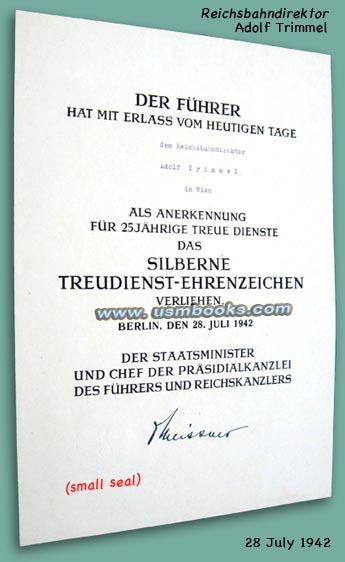 Reichsbahndirektor
Adolf Trimmel
DER FÜHRER
HAT MIT ERLASS VOM HEUTIGEN TAGE
dem Reichsbahndirektor
Adolf Trimmel
in Wien
ALS ANERKENNUNG
FÜR 25JÄHRIGE TREUE DIENSTE
DAS
SILBERNE
TREUDIENST-EHRENZEICHEN
VERLIEHEN.
www.usmbooks.com
BERLIN, DEN 28. JULI 1942
DER STAATSMINISTER
UND CHEF DER PRÄSIDIALKANZLEI
DES FÜHRERS UND REICHSKANZLERS
Meissner
(small seal)
28 July 1942